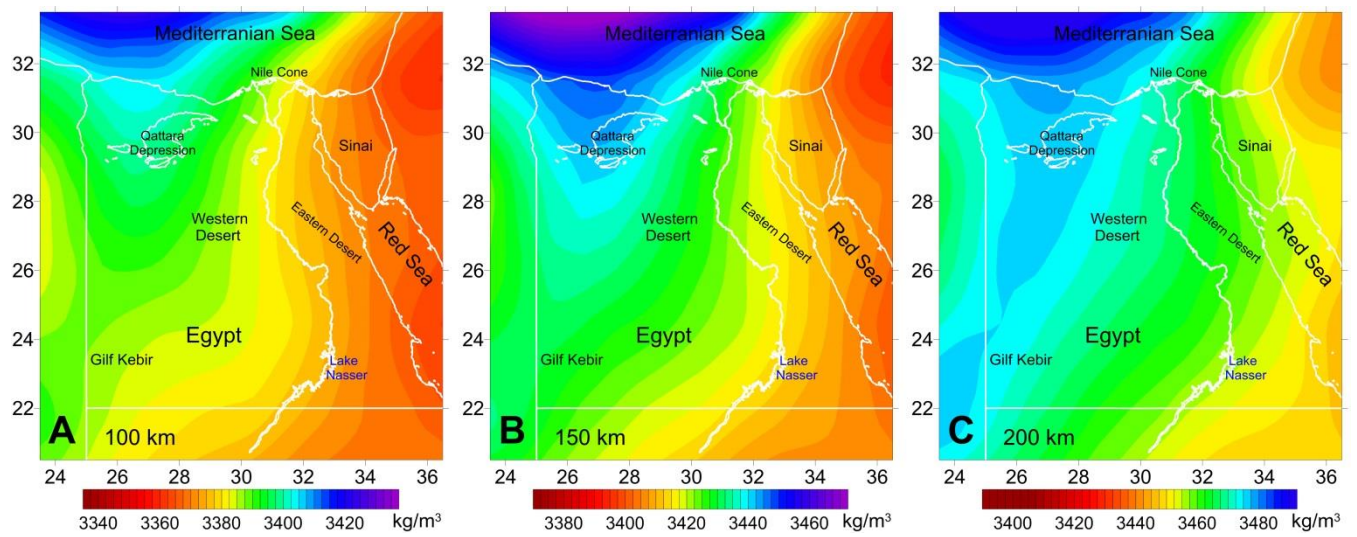 Mediterranian Sea
Nile Cone
Qattara
Depression
Sinai
Western
Desert
Eastern Desert
Red Sea
Egypt
Gilf Kebir
Lake
Nasser
A
100 km
32
30
28
26
24
22
24 26 28 30 32 34 36
3340 3360 3380 3400 3420 kg/m³
Mediterranian Sea
Nile Cone
Qattara
Depression
Sinai
Western
Desert
Eastern Desert
Red Sea
Egypt
Gilf Kebir
Lake
Nasser
B
150 km
32
30
28
26
24
22
24 26 28 30 32 34 36
3380 3400 3420 3440 3460 kg/m³
Mediterranian Sea
Nile Cone
Qattara
Depression
Sinai
Western
Desert
Eastern Desert
Red Sea
Egypt
Gilf Kebir
Lake
Nasser
C
200 km
32
30
28
26
24
22
24 26 28 30 32 34 36
3400 3420 3440 3460 3480 kg/m³